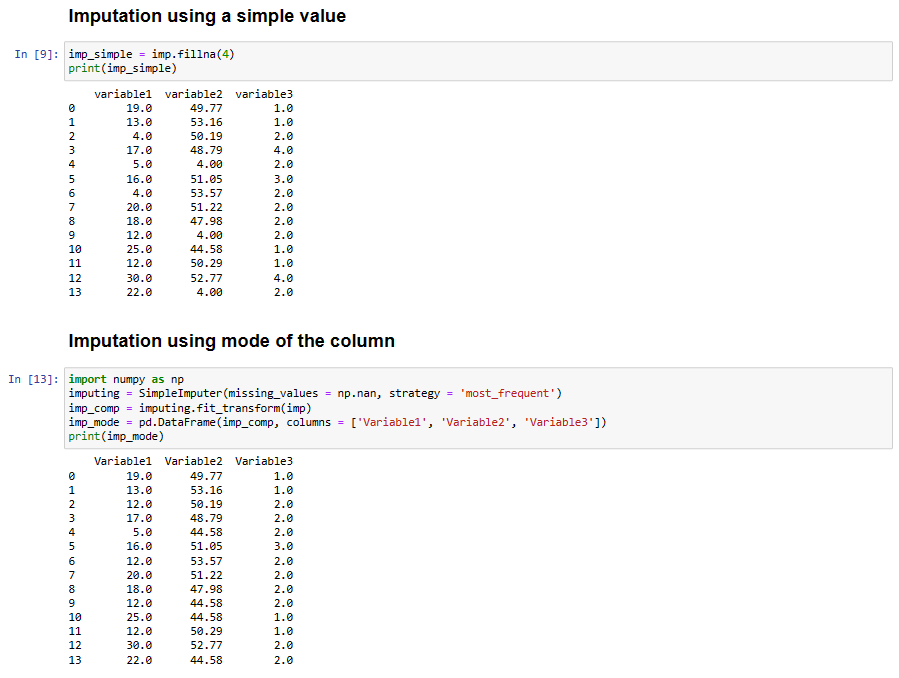 Imputation using a simple value
In [9]: imp_simple = imp.fillna(4)
print(imp_simple)
variable1 variable2 variable3
0 19.0 49.77 1.0
1 13.0 53.16 1.0
2 4.0 50.19 2.0
3 17.0 48.79 4.0
4 5.0 4.00 2.0
5 16.0 51.05 3.0
6 4.0 53.57 2.0
7 20.0 51.22 2.0
8 18.0 47.98 2.0
9 12.0 4.00 2.0
10 25.0 44.58 1.0
11 12.0 50.29 1.0
12 30.0 52.77 4.0
13 22.0 4.00 2.0
Imputation using mode of the column
In [13]: import numpy as np
imputing = SimpleImputer(missing_values = np.nan, strategy = 'most_frequent')
imp_comp = imputing.fit_transform(imp)
imp_mode = pd.DataFrame(imp_comp, columns = ['Variable1', 'Variable2', 'Variable3'])
print(imp_mode)
Variable1 Variable2 Variable3
0 19.0 49.77 1.0
1 13.0 53.16 1.0
2 12.0 50.19 2.0
3 17.0 48.79 2.0
4 5.0 44.58 2.0
5 16.0 51.05 3.0
6 12.0 53.57 2.0
7 20.0 51.22 2.0
8 18.0 47.98 2.0
9 12.0 44.58 2.0
10 25.0 44.58 1.0
11 12.0 50.29 1.0
12 30.0 52.77 2.0
13 22.0 44.58 2.0